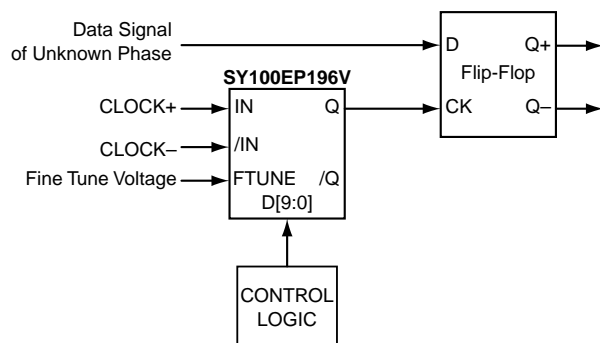 Data Signal
of Unknown Phase
D Q+
Flip-Flop
CK Q–
SY100EP196V
CLOCK+
IN Q
CLOCK–
/IN
Fine Tune Voltage
FTUNE /Q
D[9:0]
CONTROL
LOGIC